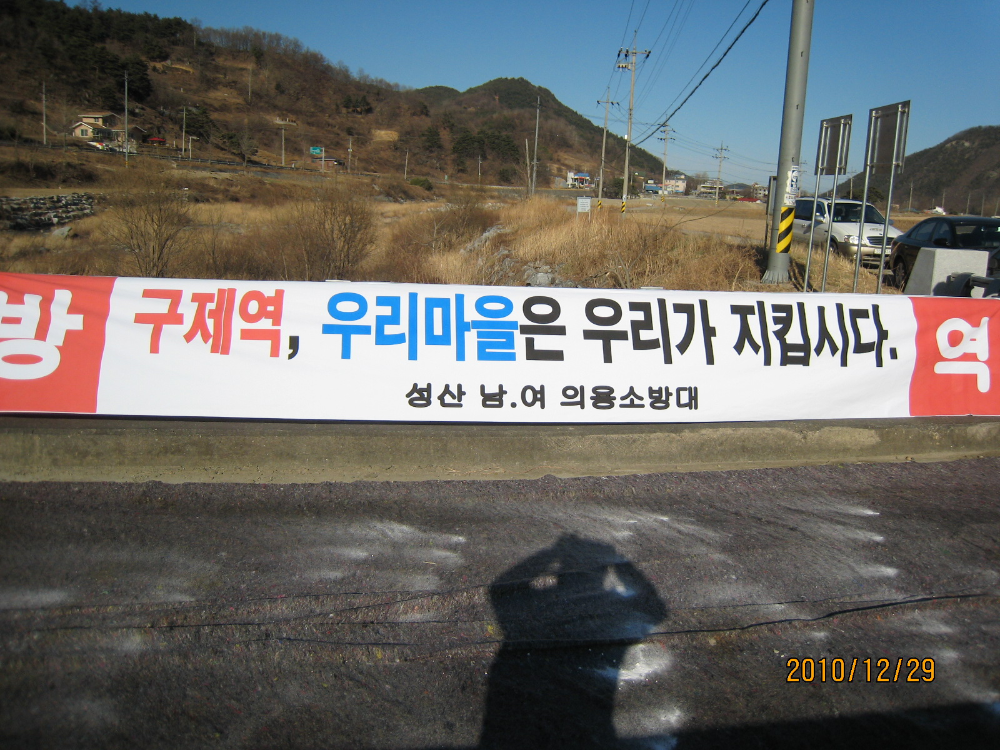 방
구제역, 우리마을은 우리가 지킵시다.
역
성산 남.여 의용소방대
2010/12/29